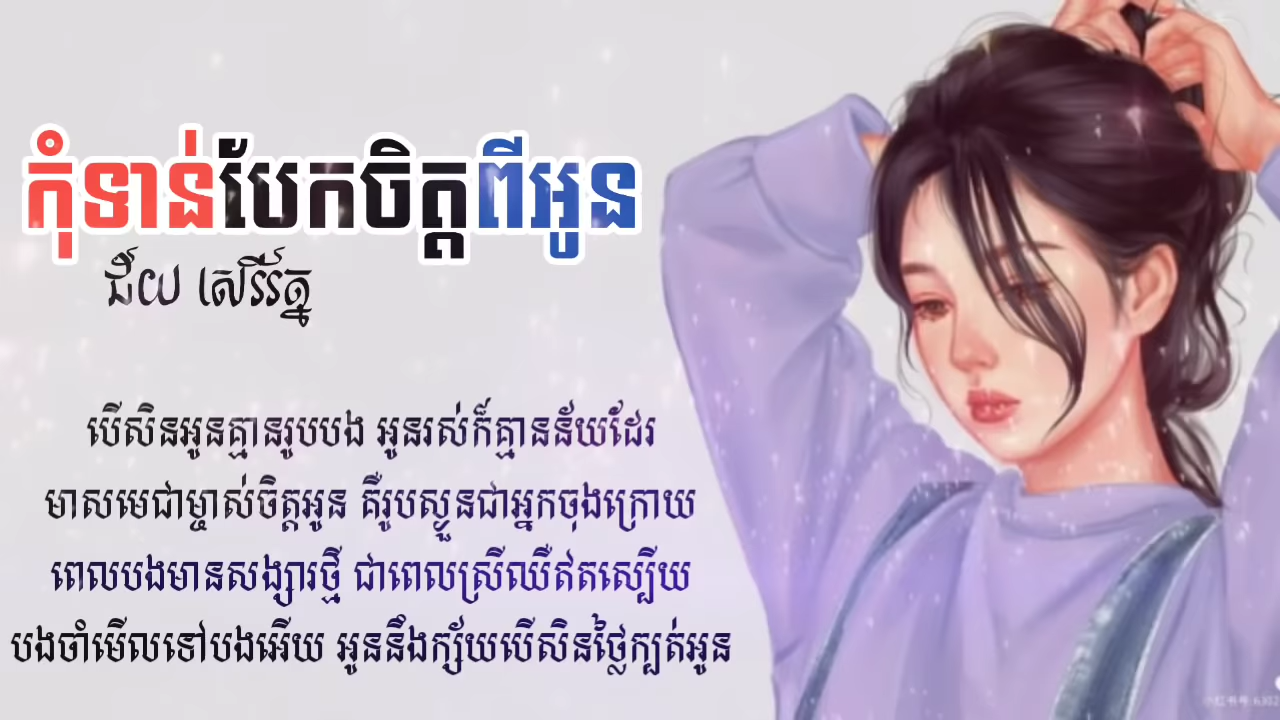 កុំទាន់បែកចិត្តពីអូន
ជ័យ សេរីរ័ត្ន
បើសិនអូនគ្មានរូបបង អូនរស់ក៏គ្មានន័យដែរ
មាសមេជាម្ចាស់ចិត្តអូន គឺរូបស្ងួនជាអ្នកចុងក្រោយ
ពេលបងមានសង្សារថ្មី ជាពេលស្រីឈឺឥតស្បើយ
បងចាំមើលទៅបងអើយ អូននឹងក្ស័យបើសិនថ្លៃក្បត់អូន